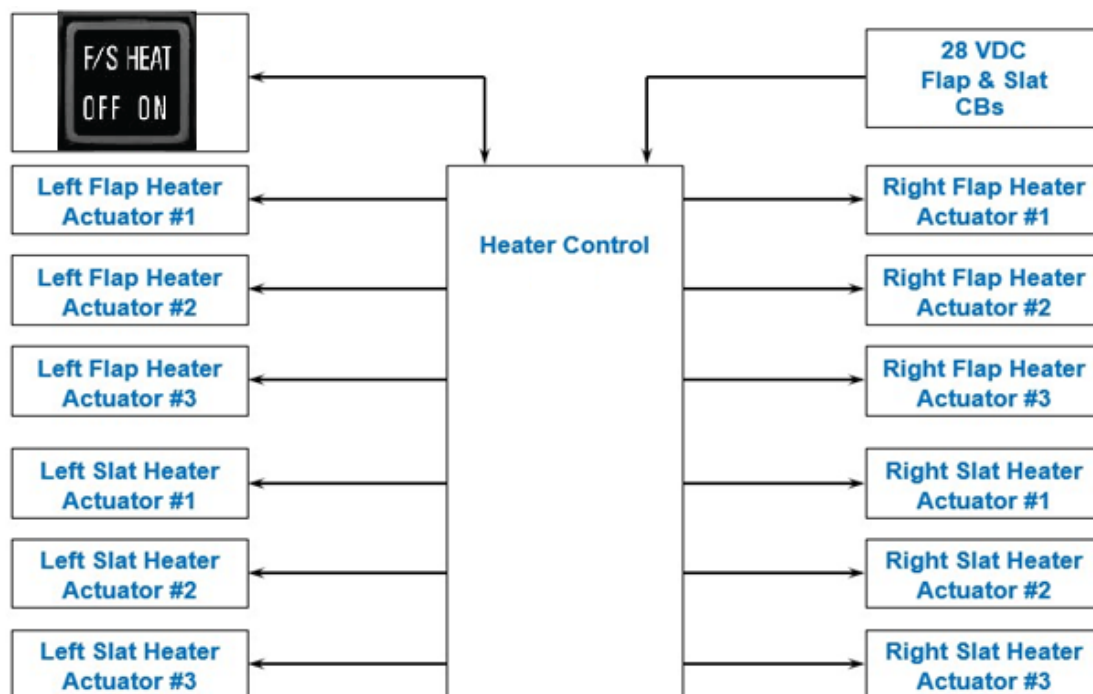 F/S HEAT
OFF ON
28 VDC
Flap & Slat
CBs
Left Flap Heater
Actuator #1
Right Flap Heater
Actuator #1
Heater Control
Left Flap Heater
Actuator #2
Right Flap Heater
Actuator #2
Left Flap Heater
Actuator #3
Right Flap Heater
Actuator #3
Left Slat Heater
Actuator #1
Right Slat Heater
Actuator #1
Left Slat Heater
Actuator #2
Right Slat Heater
Actuator #2
Left Slat Heater
Actuator #3
Right Slat Heater
Actuator #3